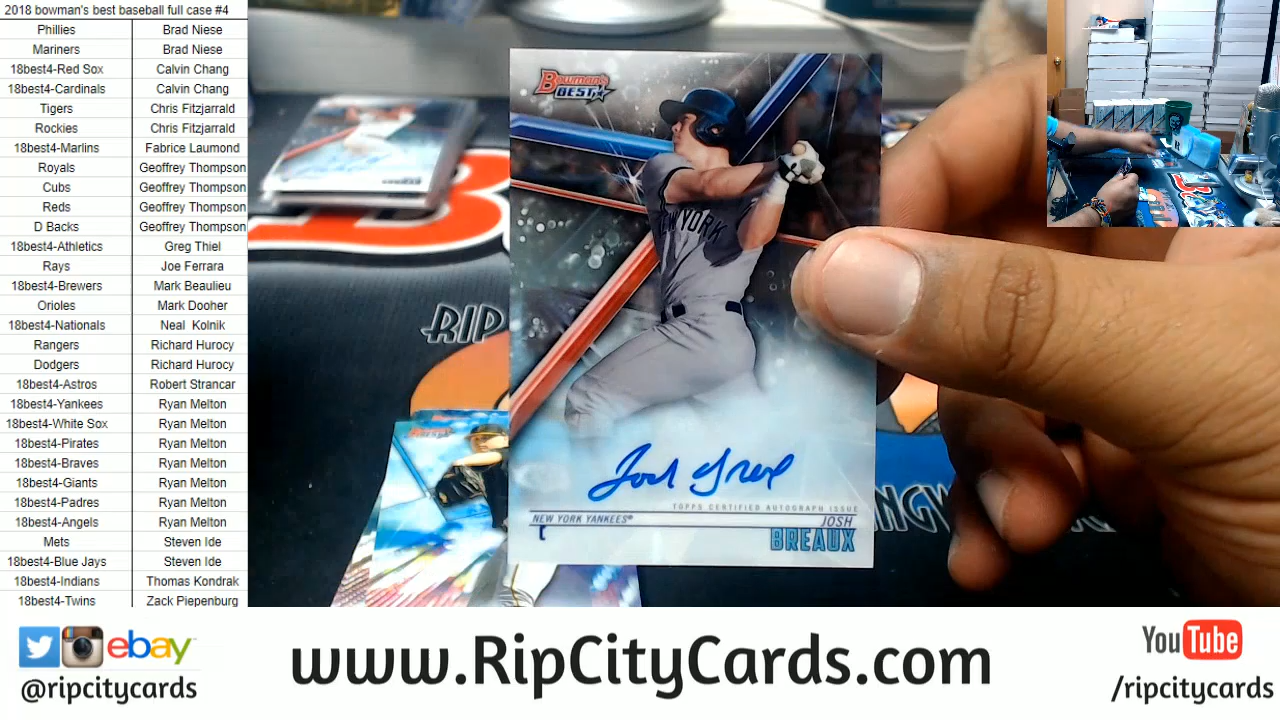 2018 bowman's best baseball full case #4
Phillies Brad Niese
Mariners Brad Niese
18best4-Red Sox Calvin Chang
18best4-Cardinals Calvin Chang
Tigers Chris Fitzjarrald
Rockies Chris Fitzjarrald
18best4-Marlins Fabrice Laumond
Royals Geoffrey Thompson
Cubs Geoffrey Thompson
Reds Geoffrey Thompson
D Backs Geoffrey Thompson
18best4-Athletics Greg Thiel
Rays Joe Ferrara
18best4-Brewers Mark Beaulieu
Orioles Mark Dooher
18best4-Nationals Neal Kolnik
Rangers Richard Hurocy
Dodgers Richard Hurocy
18best4-Astros Robert Strancar
18best4-Yankees Ryan Melton
18best4-White Sox Ryan Melton
18best4-Pirates Ryan Melton
18best4-Braves Ryan Melton
18best4-Giants Ryan Melton
18best4-Padres Ryan Melton
18best4-Angels Ryan Melton
Mets Steven Ide
18best4-Blue Jays Steven Ide
18best4-Indians Thomas Kondrak
18best4-Twins Zack Piepenburg
Bowman's
BEST
NEW YORK
TOPPS CERTIFIED AUTOGRAPH ISSUE
NEW YORK YANKEES® JOSH
C BREAUX
RIP
ebay
@ripcitycards
www.RipCityCards.com
YouTube
/ripcitycards